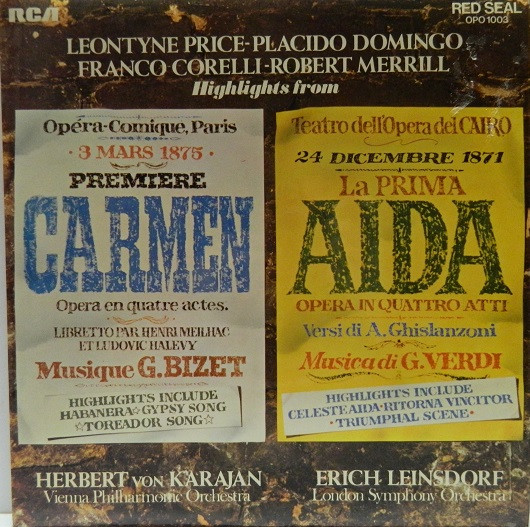 RCA
RED SEAL
OPO 1003
LEONTYNE PRICE-PLACIDO DOMINGO
FRANCO CORELLI-ROBERT MERRILL
Highlights from
Opéra-Comique, Paris
· 3 MARS 1875 ·
PREMIERE
CARMEN
Opera en quatre actes.
LIBRETTO PAR HENRI MEILHAC
ET LUDOVIC HALEVY
Musique G.BIZET
HIGHLIGHTS INCLUDE
HABANERA☆GYPSY SONG
☆TOREADOR SONG☆
HERBERT VON KARAJAN
Vienna Philharmonic Orchestra
Teatro dell'Opera del CAIRO
24 DICEMBRE 1871
La PRIMA
AIDA
OPERA IN QUATTRO ATTI
Versi di A.Ghislanzoni
Musica di G.VERDI
HIGHLIGHTS INCLUDE
CELESTE AIDA·RITORNA VINCITOR
·TRIUMPHAL SCENE·
ERICH LEINSDORF
London Symphony Orchestra